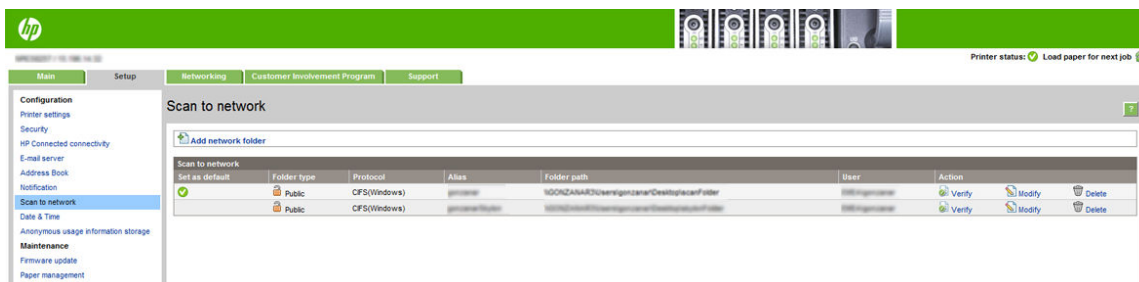 hp
Printer status: Load paper for next job
Main Setup Networking Customer Involvement Program Support
Configuration
Printer settings
Security
HP Connected connectivity
E-mail server
Address Book
Notification
Scan to network
Date & Time
Anonymous usage information storage
Maintenance
Firmware update
Paper management
Scan to network
?
Add network folder
Scan to network
Set as default Folder type Protocol Alias Folder path User Action
Public CIFS(Windows) Verify Modify Delete
Public CIFS(Windows) Verify Modify Delete